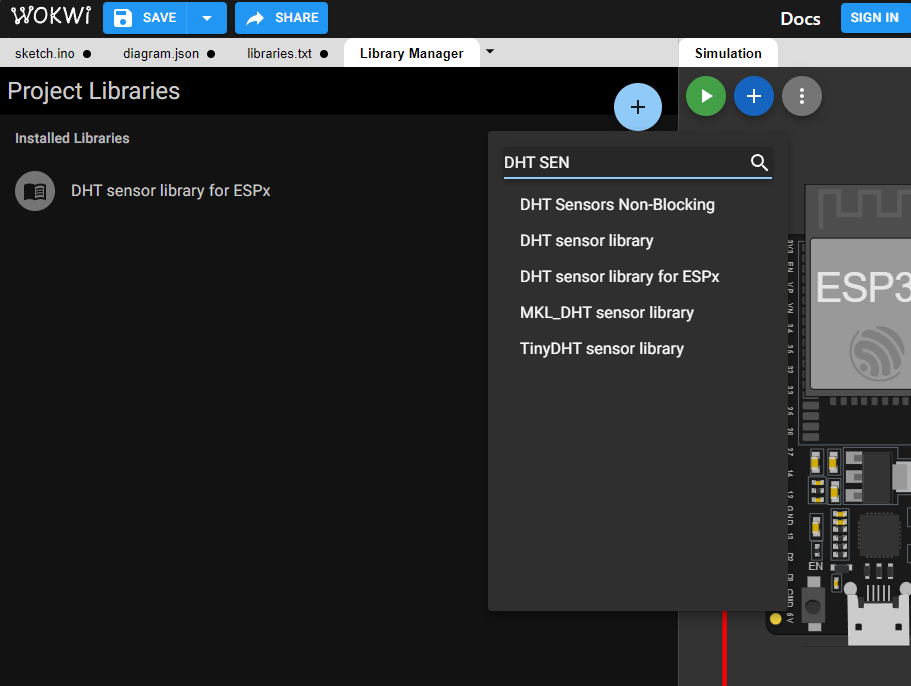 WOKWI
SAVE
SHARE
Docs
SIGN IN
sketch.ino
diagram.json
libraries.txt
Library Manager
Simulation
Project Libraries
Installed Libraries
DHT sensor library for ESPx
DHT SEN
DHT Sensors Non-Blocking
DHT sensor library
DHT sensor library for ESPx
MKL_DHT sensor library
TinyDHT sensor library
ESP3
3V3
EN
VP
VN
34
35
32
33
25
26
27
14
12
GND
13
D2
CMD
EN